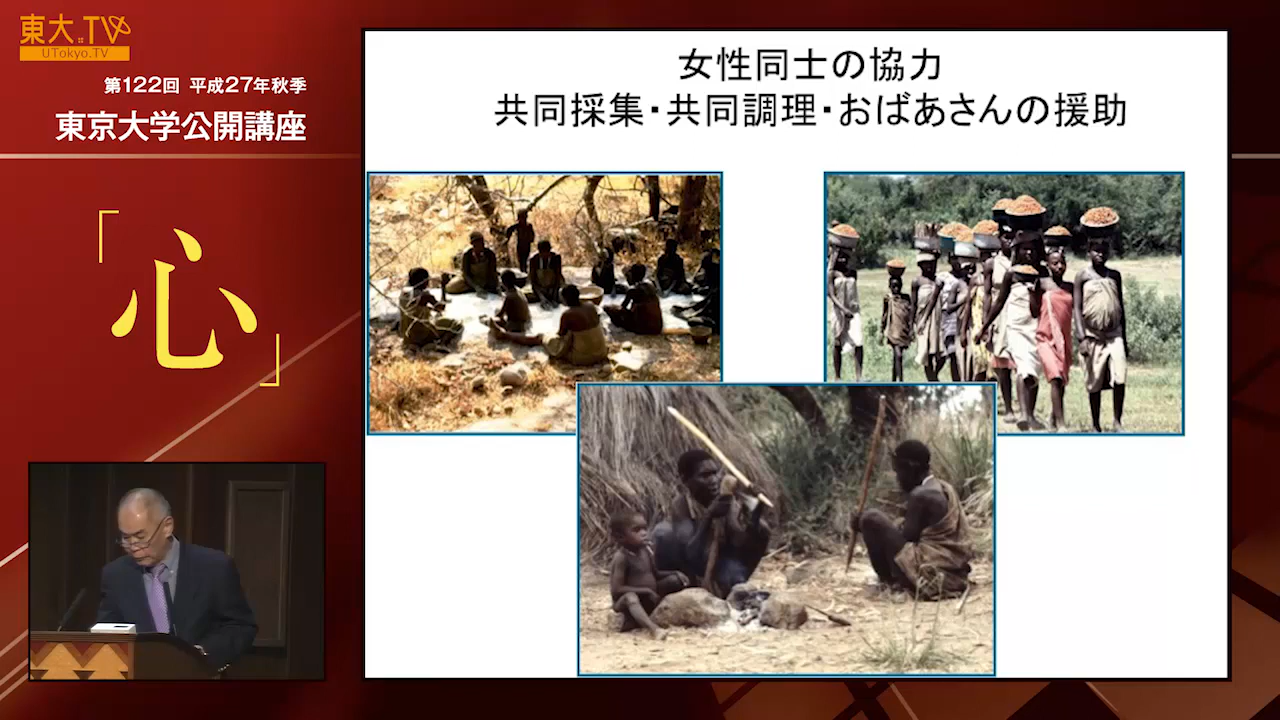 東大.TV
UTokyo.TV
第122回 平成27年秋季
東京大学公開講座
「心」
女性同士の協力
共同採集・共同調理・おばあさんの援助